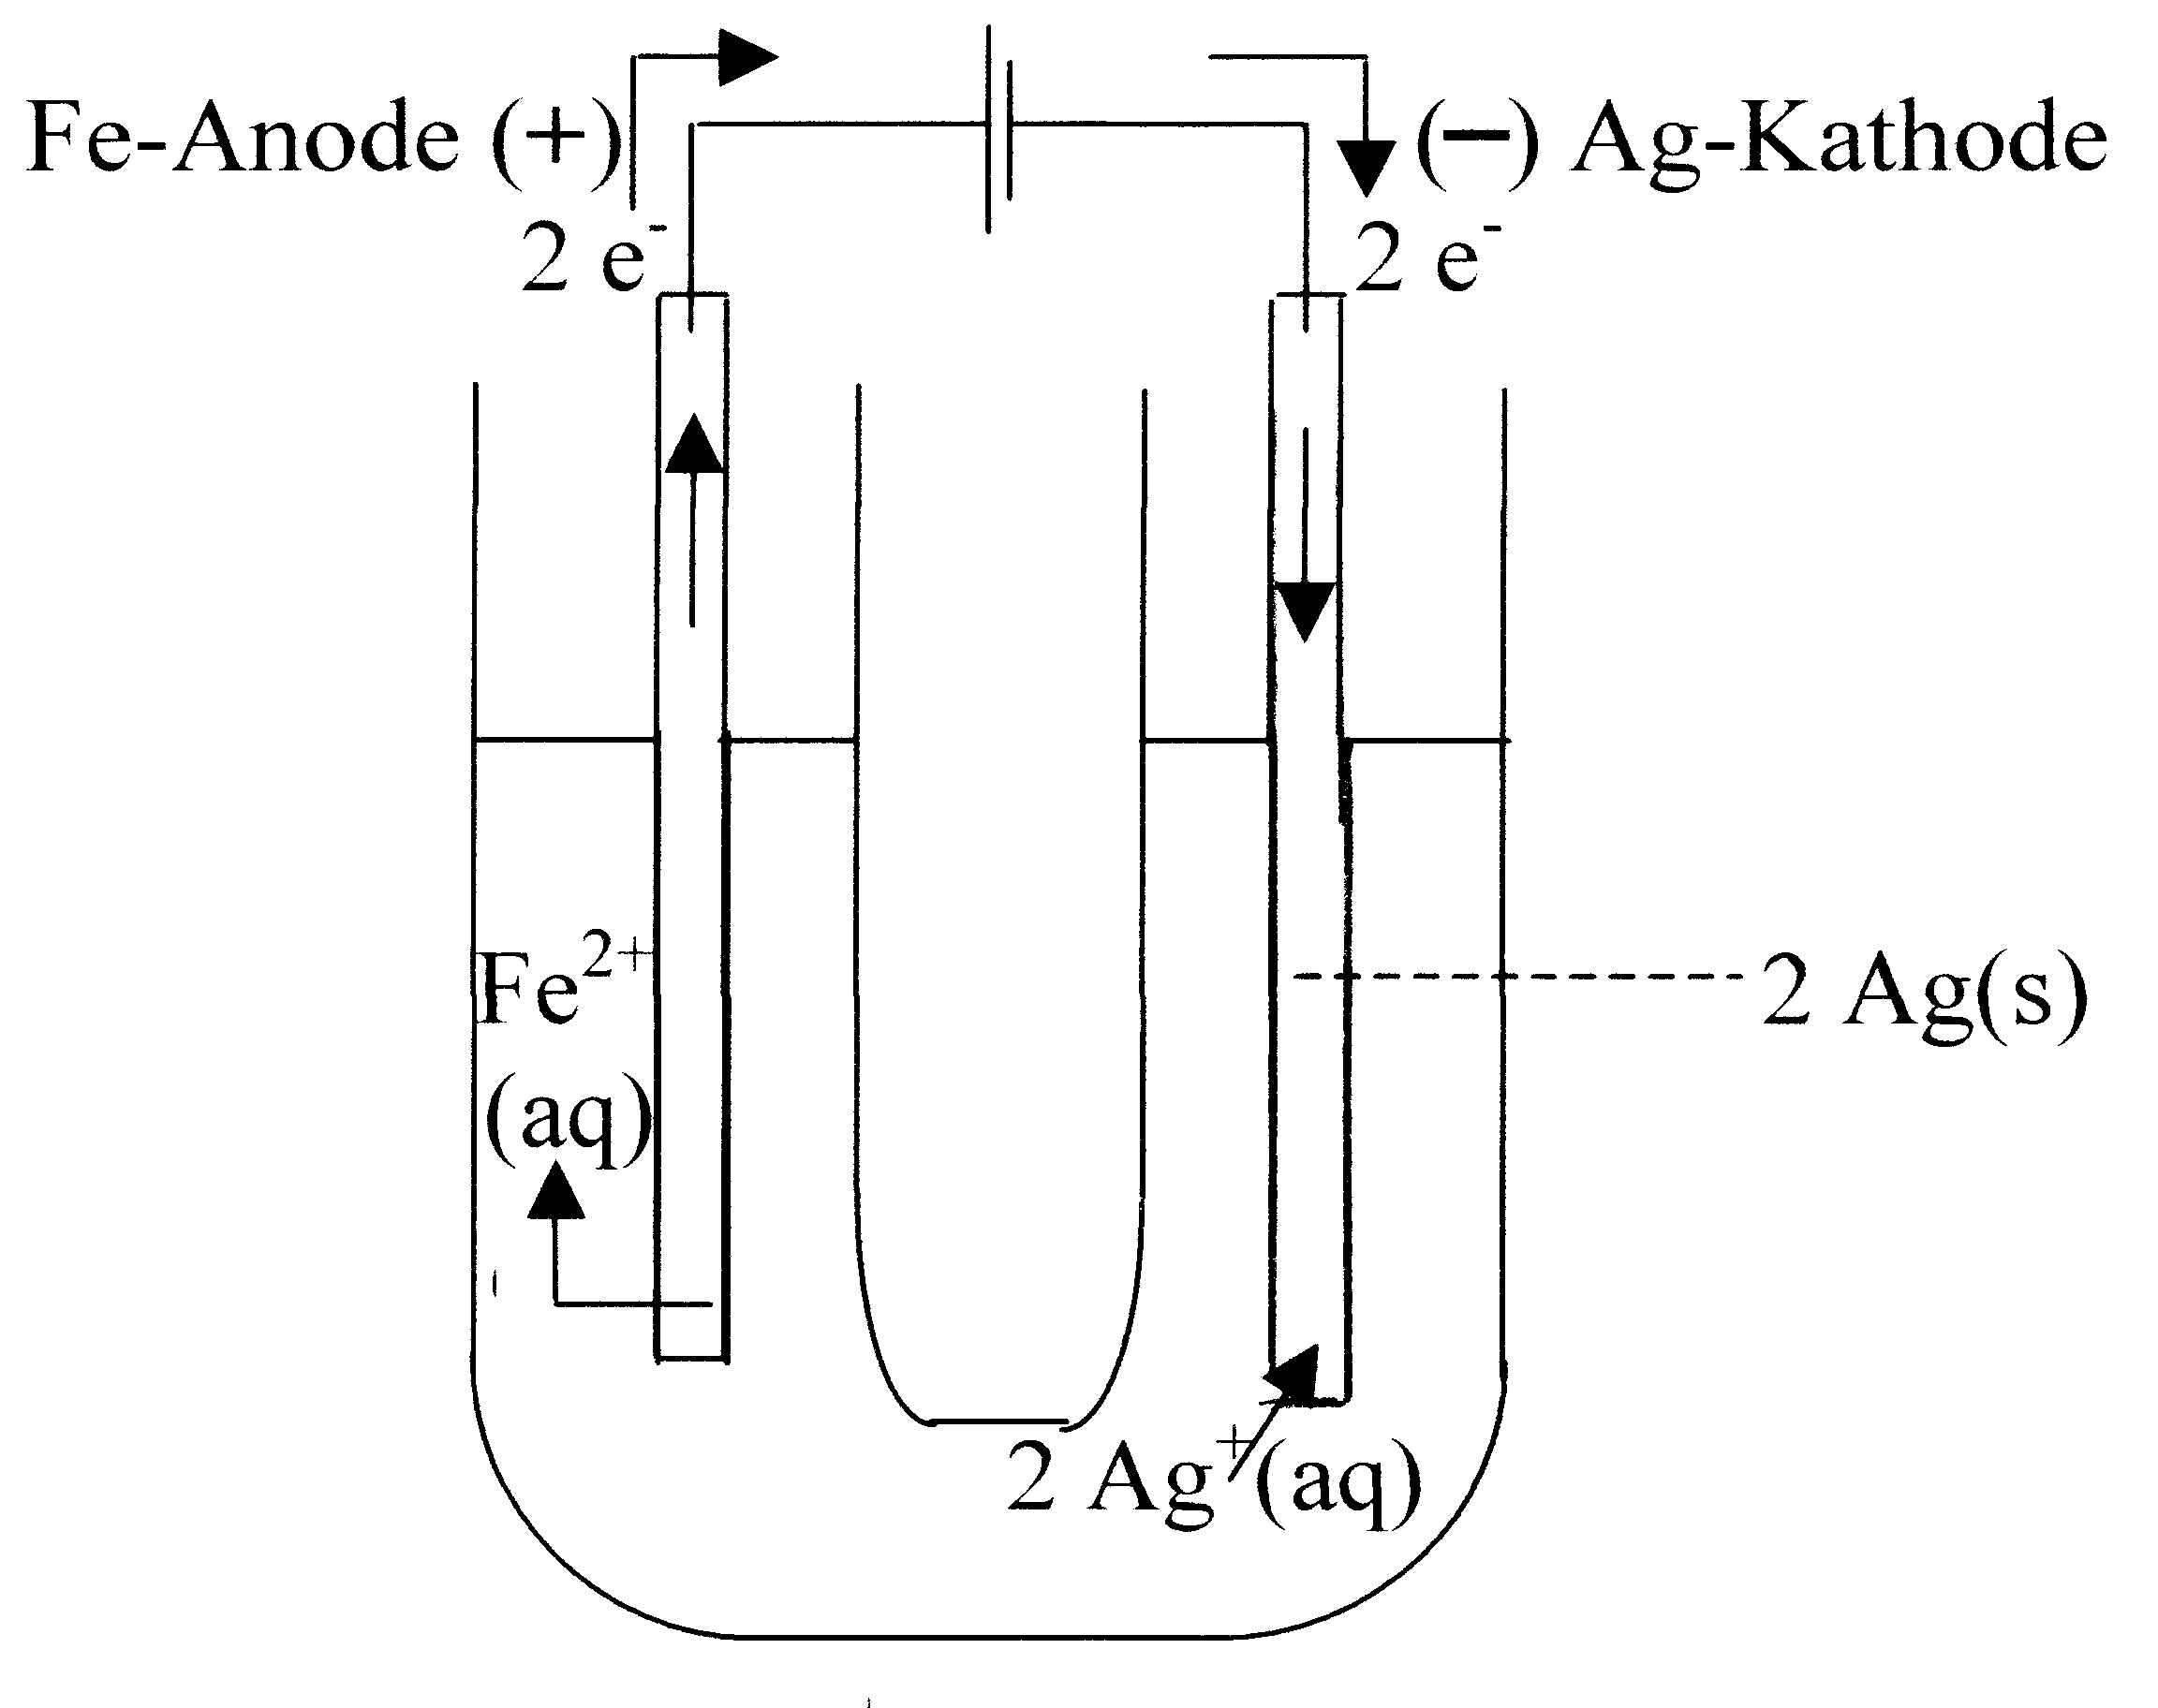 Fe-Anode (+)
(−) Ag-Kathode
2 e⁻
2 e⁻
Fe²⁺
(aq)
2 Ag(s)
2 Ag⁺(aq)